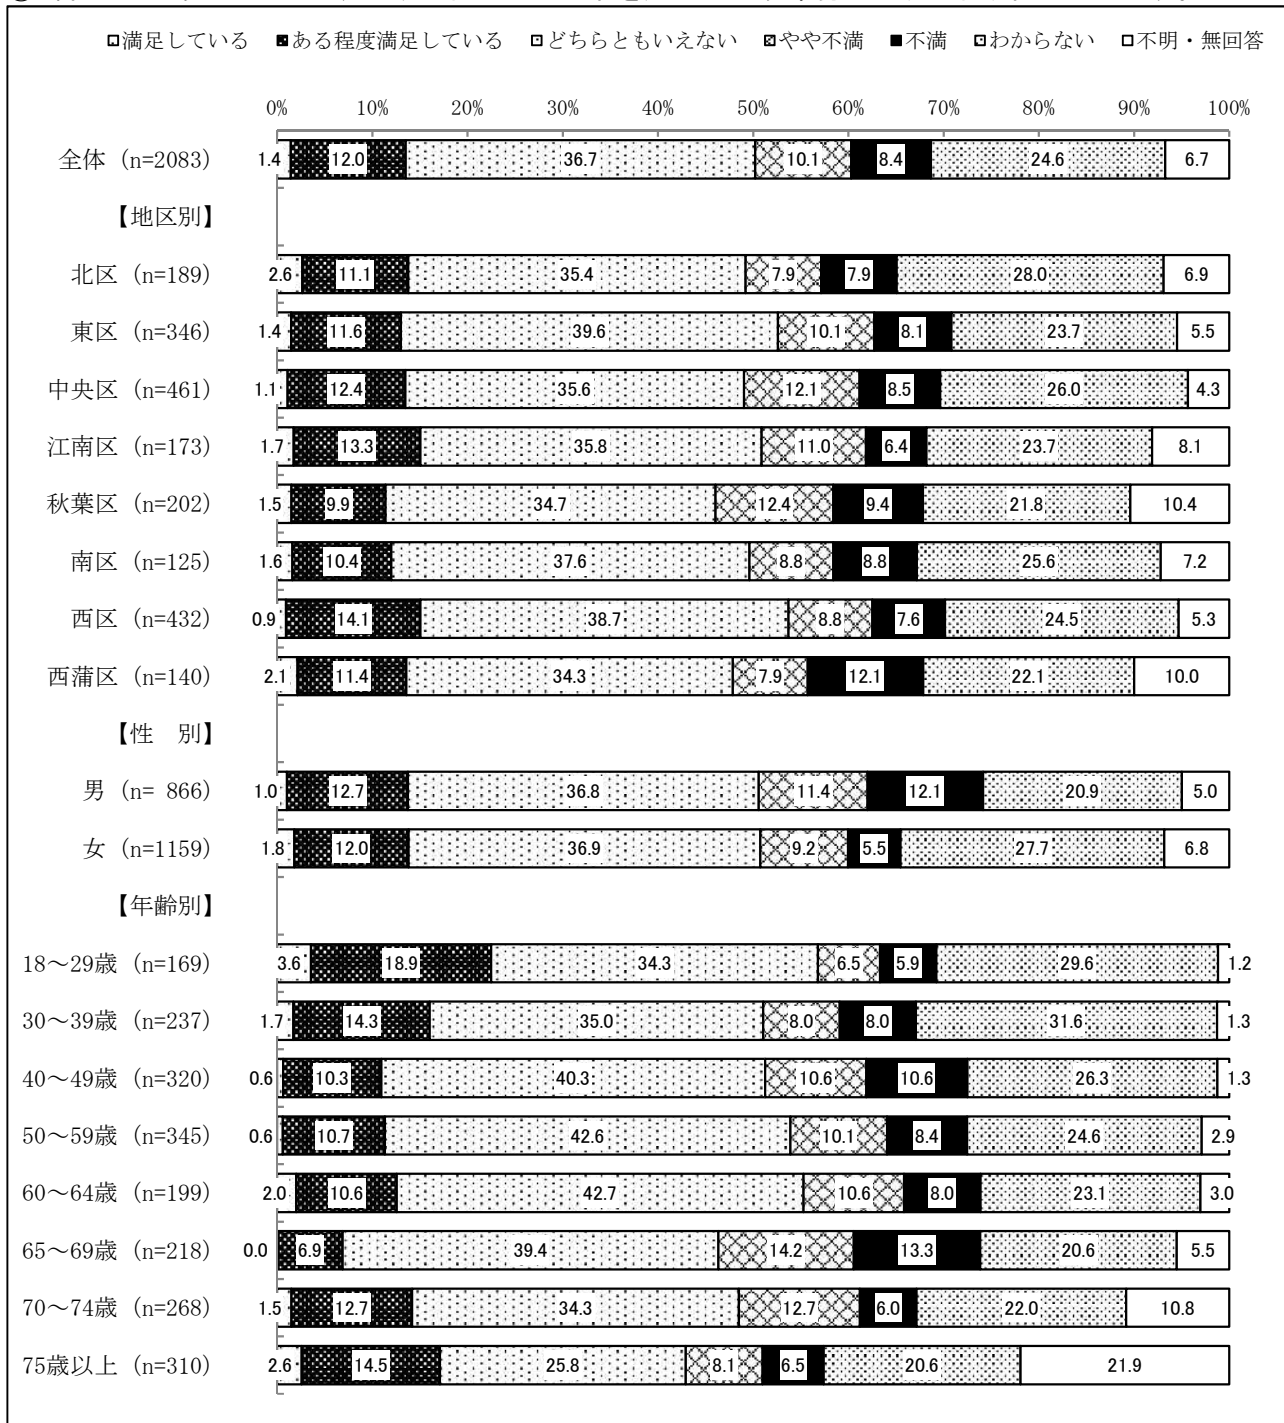 満足している ある程度満足している どちらともいえない やや不満 不満 わからない 不明・無回答
0% 10% 20% 30% 40% 50% 60% 70% 80% 90% 100%
全体 (n=2083) 1.4 12.0 36.7 10.1 8.4 24.6 6.7
【地区別】
北区 (n=189) 2.6 11.1 35.4 7.9 7.9 28.0 6.9
東区 (n=346) 1.4 11.6 39.6 10.1 8.1 23.7 5.5
中央区 (n=461) 1.1 12.4 35.6 12.1 8.5 26.0 4.3
江南区 (n=173) 1.7 13.3 35.8 11.0 6.4 23.7 8.1
秋葉区 (n=202) 1.5 9.9 34.7 12.4 9.4 21.8 10.4
南区 (n=125) 1.6 10.4 37.6 8.8 8.8 25.6 7.2
西区 (n=432) 0.9 14.1 38.7 8.8 7.6 24.5 5.3
西蒲区 (n=140) 2.1 11.4 34.3 7.9 12.1 22.1 10.0
【性 別】
男 (n= 866) 1.0 12.7 36.8 11.4 12.1 20.9 5.0
女 (n=1159) 1.8 12.0 36.9 9.2 5.5 27.7 6.8
【年齢別】
18～29歳 (n=169) 3.6 18.9 34.3 6.5 5.9 29.6 1.2
30～39歳 (n=237) 1.7 14.3 35.0 8.0 8.0 31.6 1.3
40～49歳 (n=320) 0.6 10.3 40.3 10.6 10.6 26.3 1.3
50～59歳 (n=345) 0.6 10.7 42.6 10.1 8.4 24.6 2.9
60～64歳 (n=199) 2.0 10.6 42.7 10.6 8.0 23.1 3.0
65～69歳 (n=218) 0.0 6.9 39.4 14.2 13.3 20.6 5.5
70～74歳 (n=268) 1.5 12.7 34.3 12.7 6.0 22.0 10.8
75歳以上 (n=310) 2.6 14.5 25.8 8.1 6.5 20.6 21.9